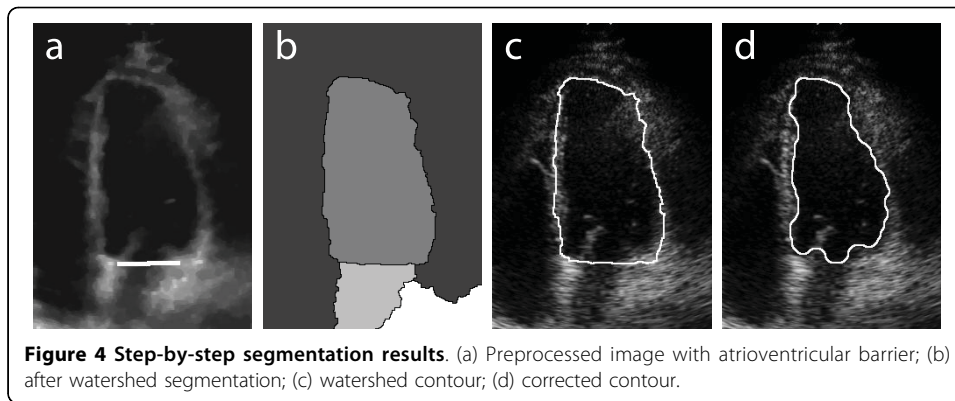 a b c d
Figure 4 Step-by-step segmentation results. (a) Preprocessed image with atrioventricular barrier; (b)
after watershed segmentation; (c) watershed contour; (d) corrected contour.